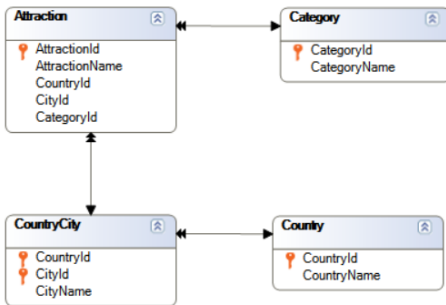 Attraction
AttractionId
AttractionName
CountryId
CityId
CategoryId
Category
CategoryId
CategoryName
CountryCity
CountryId
CityId
CityName
Country
CountryId
CountryName